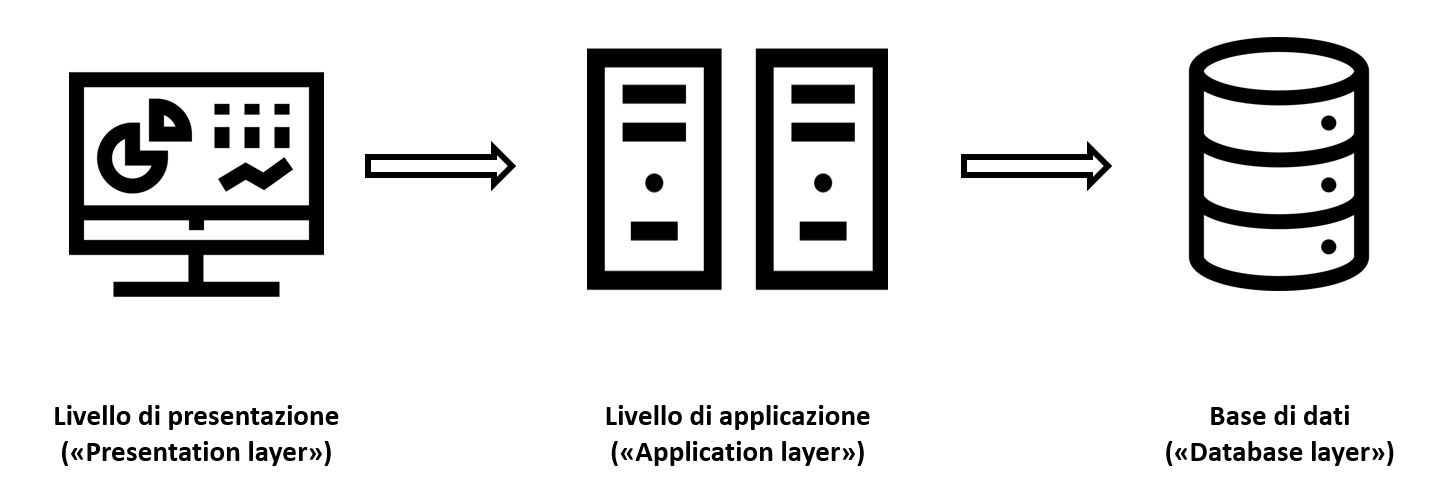 Livello di presentazione
(«Presentation layer»)
Livello di applicazione
(«Application layer»)
Base di dati
(«Database layer»)